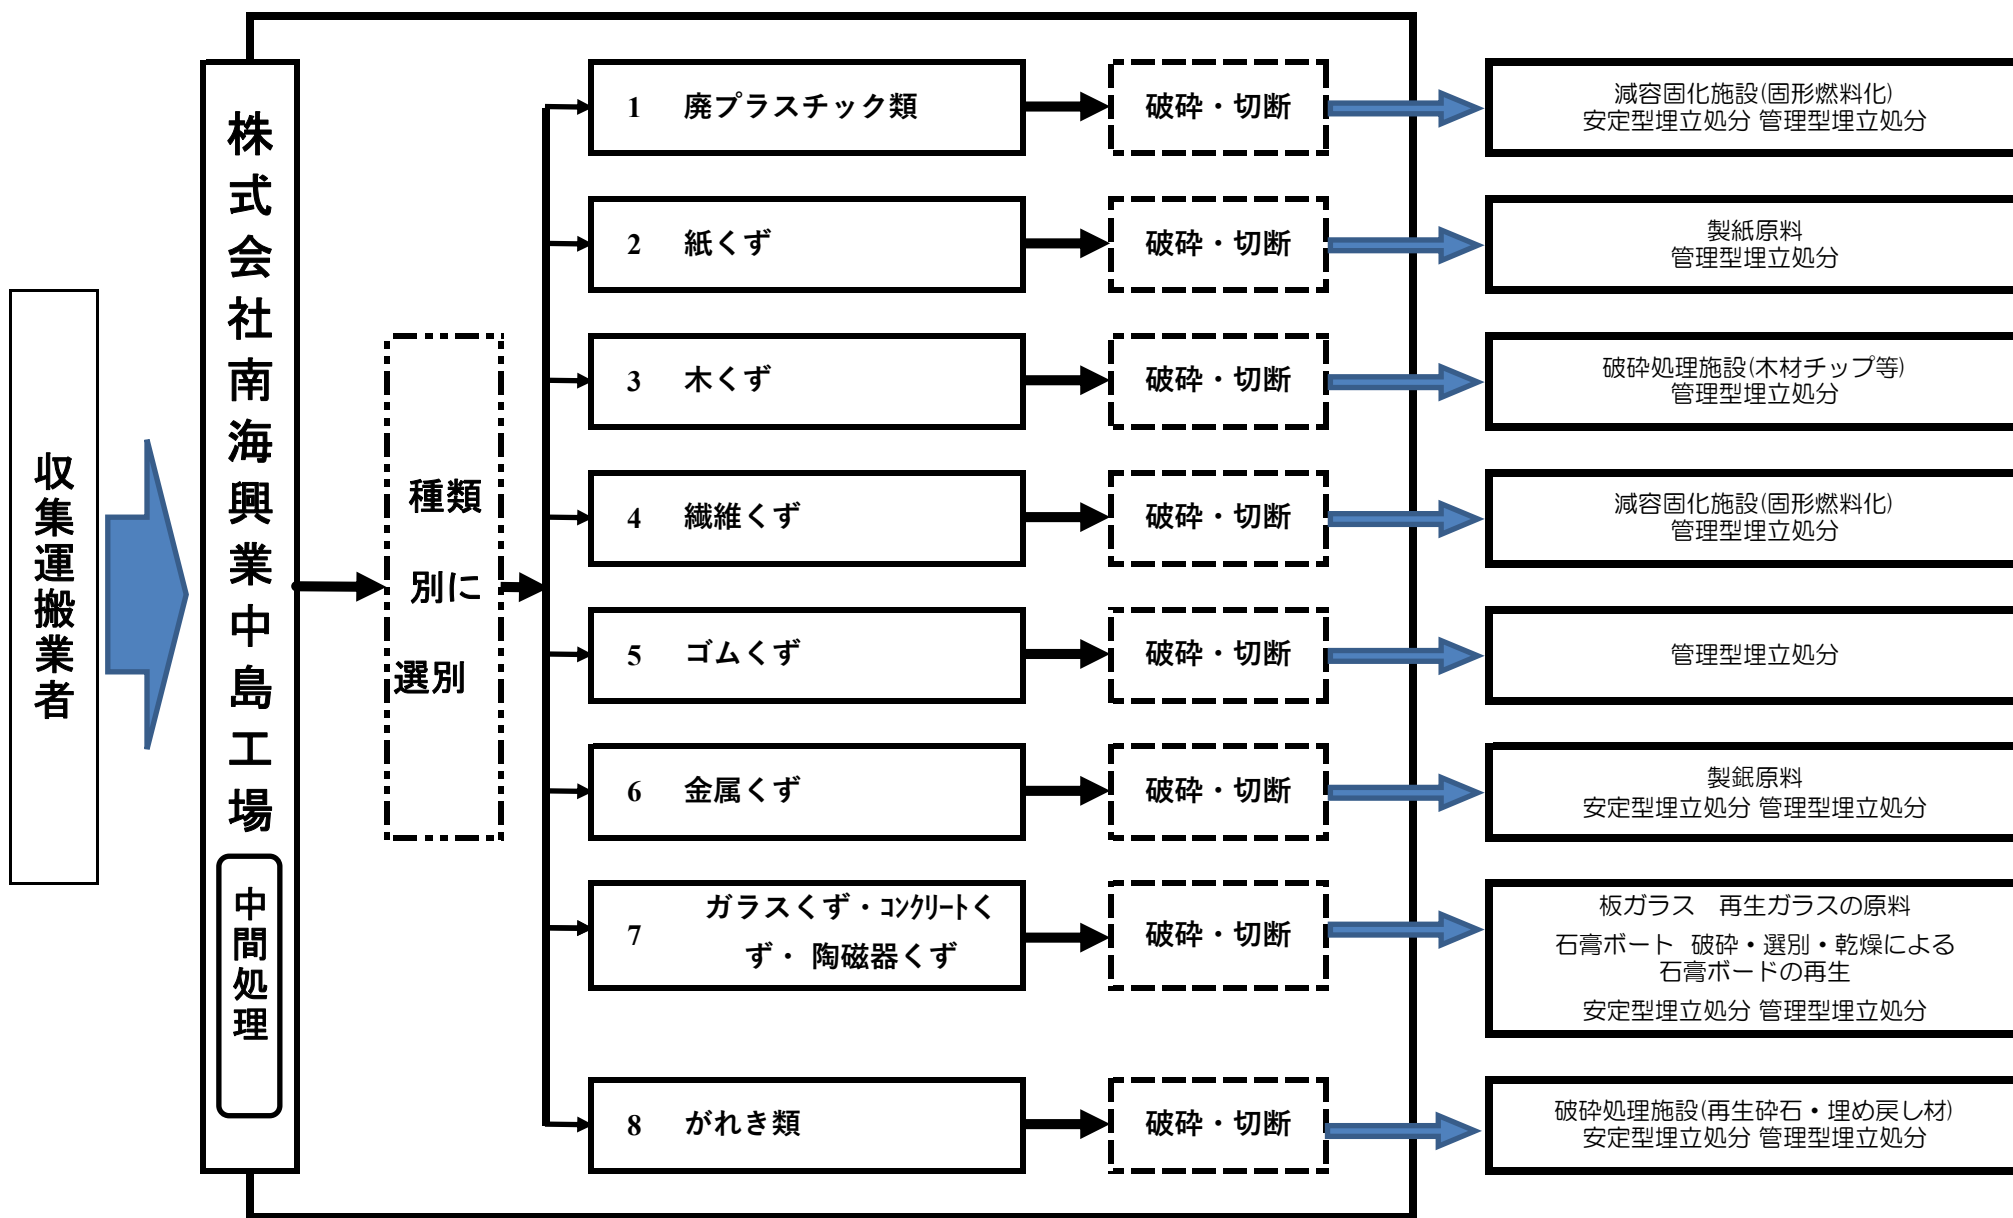 収集運搬業者
株式会社南海興業中島工場
中間処理
種類
別に
選別
1 廃プラスチック類
破砕・切断
減容固化施設(固形燃料化)
安定型埋立処分 管理型埋立処分
2 紙くず
破砕・切断
製紙原料
管理型埋立処分
3 木くず
破砕・切断
破砕処理施設(木材チップ等)
管理型埋立処分
4 繊維くず
破砕・切断
減容固化施設(固形燃料化)
管理型埋立処分
5 ゴムくず
破砕・切断
管理型埋立処分
6 金属くず
破砕・切断
製鋠原料
安定型埋立処分 管理型埋立処分
7 ガラスくず・コンクリートく
ず・ 陶磁器くず
破砕・切断
板ガラス 再生ガラスの原料
石膏ボート 破砕・選別・乾燥による
石膏ボードの再生
安定型埋立処分 管理型埋立処分
8 がれき類
破砕・切断
破砕処理施設(再生砕石・埋め戻し材)
安定型埋立処分 管理型埋立処分